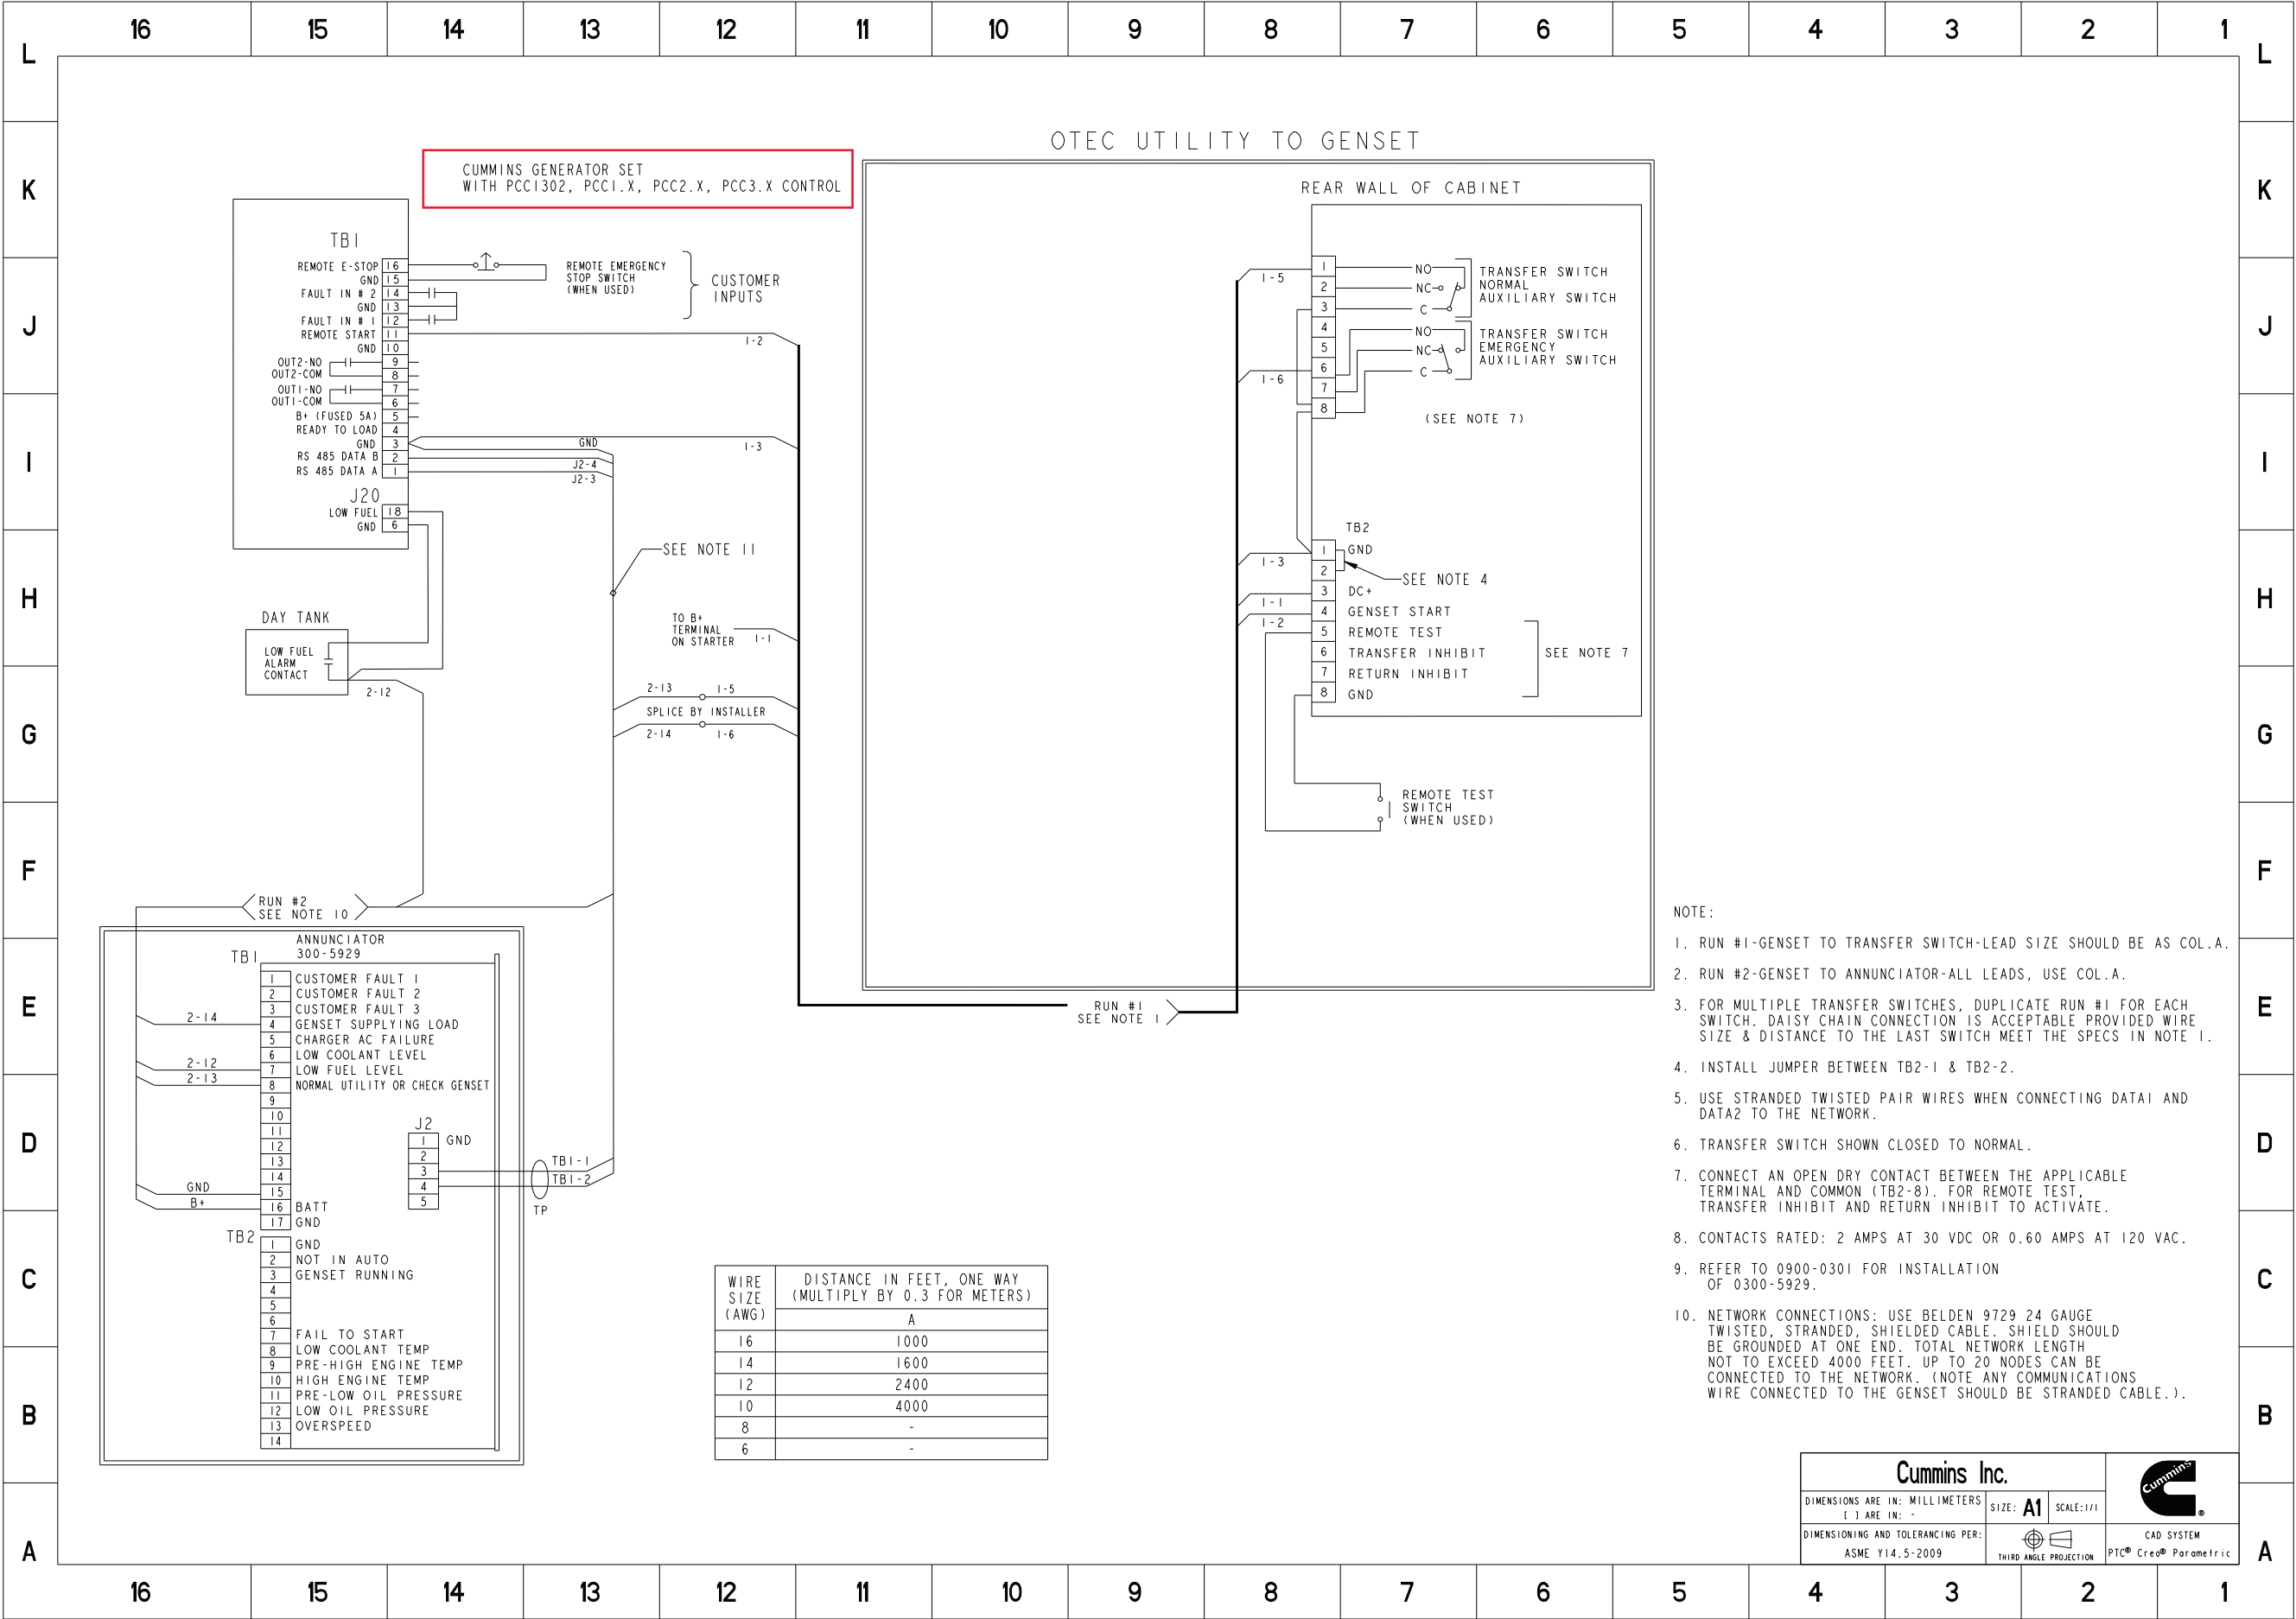 16 15 14 13 12 11 10 9 8 7 6 5 4 3 2 1
L L
K K
J J
I I
H H
G G
F F
E E
D D
C C
B B
A A
OTEC UTILITY TO GENSET
CUMMINS GENERATOR SET
WITH PCC1302, PCC1.X, PCC2.X, PCC3.X CONTROL
TB1
REMOTE E-STOP 16
GND 15
FAULT IN # 2 14
GND 13
FAULT IN # 1 12
REMOTE START 11
GND 10
OUT2-NO 9
OUT2-COM 8
OUT1-NO 7
OUT1-COM 6
B+ (FUSED 5A) 5
READY TO LOAD 4
GND 3
RS 485 DATA B 2
RS 485 DATA A 1
J20
LOW FUEL 18
GND 6
REMOTE EMERGENCY
STOP SWITCH
(WHEN USED)
CUSTOMER
INPUTS
1-2
1-3
GND
J2-4
J2-3
SEE NOTE 11
DAY TANK
LOW FUEL
ALARM
CONTACT
2-12
TO B+
TERMINAL
ON STARTER
1-1
2-13 1-5
SPLICE BY INSTALLER
2-14 1-6
REAR WALL OF CABINET
1
2
3
4
5
6
7
8
1-5
1-6
NO
NC
C
TRANSFER SWITCH
NORMAL
AUXILIARY SWITCH
NO
NC
C
TRANSFER SWITCH
EMERGENCY
AUXILIARY SWITCH
(SEE NOTE 7)
TB2
1 GND
2
3 DC+
4 GENSET START
5 REMOTE TEST
6 TRANSFER INHIBIT
7 RETURN INHIBIT
8 GND
1-3
1-1
1-2
SEE NOTE 4
SEE NOTE 7
REMOTE TEST
SWITCH
(WHEN USED)
RUN #1
SEE NOTE 1
RUN #2
SEE NOTE 10
ANNUNCIATOR
300-5929
TB1
1 CUSTOMER FAULT 1
2 CUSTOMER FAULT 2
3 CUSTOMER FAULT 3
4 GENSET SUPPLYING LOAD
5 CHARGER AC FAILURE
6 LOW COOLANT LEVEL
7 LOW FUEL LEVEL
8 NORMAL UTILITY OR CHECK GENSET
9
10
11
12
13
14
15
16 BATT
17 GND
2-14
2-12
2-13
GND
B+
J2
1 GND
2
3
4
5
TB1-1
TB1-2
TP
TB2
1 GND
2 NOT IN AUTO
3 GENSET RUNNING
4
5
6
7 FAIL TO START
8 LOW COOLANT TEMP
9 PRE-HIGH ENGINE TEMP
10 HIGH ENGINE TEMP
11 PRE-LOW OIL PRESSURE
12 LOW OIL PRESSURE
13 OVERSPEED
14
WIRE
SIZE
(AWG)
DISTANCE IN FEET, ONE WAY
(MULTIPLY BY 0.3 FOR METERS)
A
16 1000
14 1600
12 2400
10 4000
8 -
6 -
NOTE:
1. RUN #1-GENSET TO TRANSFER SWITCH-LEAD SIZE SHOULD BE AS COL.A.
2. RUN #2-GENSET TO ANNUNCIATOR-ALL LEADS, USE COL.A.
3. FOR MULTIPLE TRANSFER SWITCHES, DUPLICATE RUN #1 FOR EACH
SWITCH. DAISY CHAIN CONNECTION IS ACCEPTABLE PROVIDED WIRE
SIZE & DISTANCE TO THE LAST SWITCH MEET THE SPECS IN NOTE 1.
4. INSTALL JUMPER BETWEEN TB2-1 & TB2-2.
5. USE STRANDED TWISTED PAIR WIRES WHEN CONNECTING DATA1 AND
DATA2 TO THE NETWORK.
6. TRANSFER SWITCH SHOWN CLOSED TO NORMAL.
7. CONNECT AN OPEN DRY CONTACT BETWEEN THE APPLICABLE
TERMINAL AND COMMON (TB2-8). FOR REMOTE TEST,
TRANSFER INHIBIT AND RETURN INHIBIT TO ACTIVATE.
8. CONTACTS RATED: 2 AMPS AT 30 VDC OR 0.60 AMPS AT 120 VAC.
9. REFER TO 0900-0301 FOR INSTALLATION
OF 0300-5929.
10. NETWORK CONNECTIONS: USE BELDEN 9729 24 GAUGE
TWISTED, STRANDED, SHIELDED CABLE. SHIELD SHOULD
BE GROUNDED AT ONE END. TOTAL NETWORK LENGTH
NOT TO EXCEED 4000 FEET. UP TO 20 NODES CAN BE
CONNECTED TO THE NETWORK. (NOTE ANY COMMUNICATIONS
WIRE CONNECTED TO THE GENSET SHOULD BE STRANDED CABLE.).
Cummins Inc.
DIMENSIONS ARE IN: MILLIMETERS
[ ] ARE IN: -
SIZE: A1
SCALE:1/1
DIMENSIONING AND TOLERANCING PER:
ASME Y14.5-2009
THIRD ANGLE PROJECTION
Cummins ®
CAD SYSTEM
PTC® Creo® Parametric
16 15 14 13 12 11 10 9 8 7 6 5 4 3 2 1